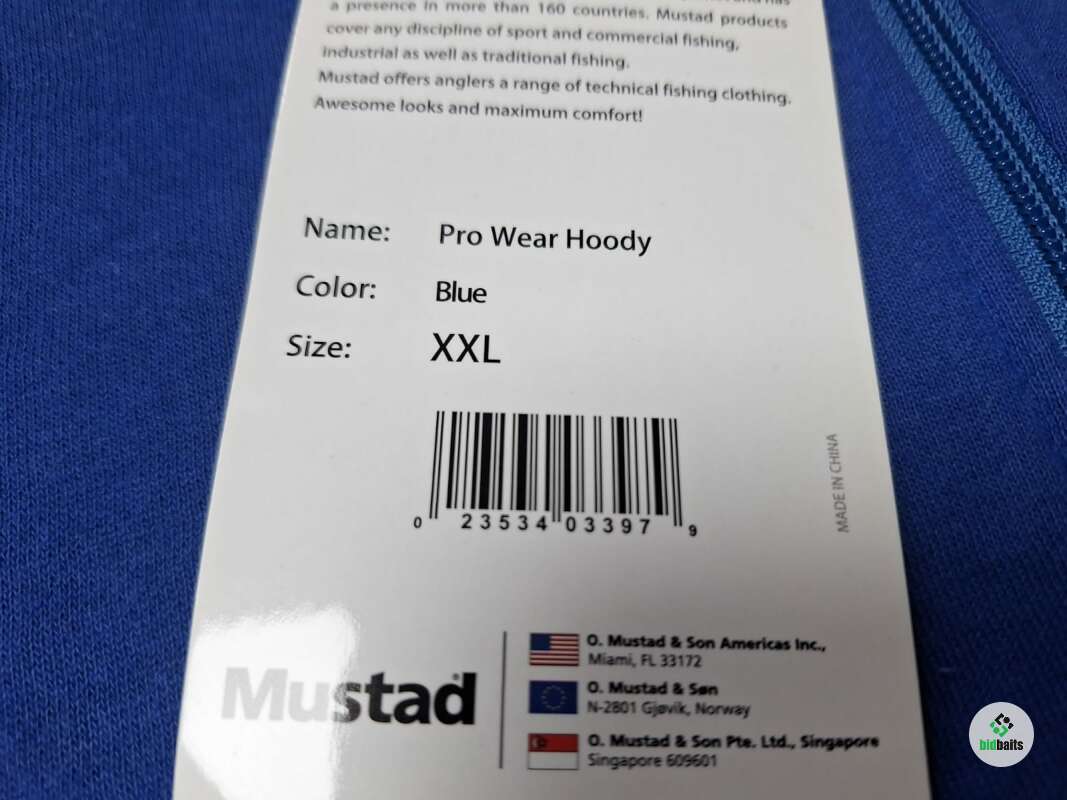 a presence in more than 160 countries. Mustad products
cover any discipline of sport and commercial fishing,
industrial as well as traditional fishing.
Mustad offers anglers a range of technical fishing clothing.
Awesome looks and maximum comfort!
Name: Pro Wear Hoody
Color: Blue
Size: XXL
0 23534 03397 9
MADE IN CHINA
Mustad
O. Mustad & Son Americas Inc.,
Miami, FL 33172
O. Mustad & Søn
N-2801 Gjøvik, Norway
O. Mustad & Son Pte. Ltd., Singapore
Singapore 609601
bidbaits